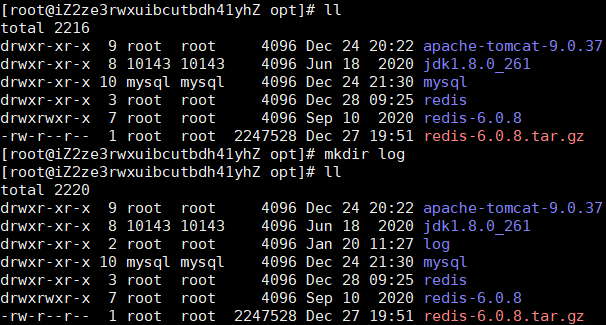 [root@iZ2ze3rwxuibcutbdh41yhZ opt]# ll
total 2216
drwxr-xr-x  9 root  root     4096 Dec 24 20:22 apache-tomcat-9.0.37
drwxr-xr-x  8 10143 10143    4096 Jun 18  2020 jdk1.8.0_261
drwxr-xr-x 10 mysql mysql    4096 Dec 24 21:30 mysql
drwxr-xr-x  3 root  root     4096 Dec 28 09:25 redis
drwxrwxr-x  7 root  root     4096 Sep 10  2020 redis-6.0.8
-rw-r--r--  1 root  root  2247528 Dec 27 19:51 redis-6.0.8.tar.gz
[root@iZ2ze3rwxuibcutbdh41yhZ opt]# mkdir log
[root@iZ2ze3rwxuibcutbdh41yhZ opt]# ll
total 2220
drwxr-xr-x  9 root  root     4096 Dec 24 20:22 apache-tomcat-9.0.37
drwxr-xr-x  8 10143 10143    4096 Jun 18  2020 jdk1.8.0_261
drwxr-xr-x  2 root  root     4096 Jan 20 11:27 log
drwxr-xr-x 10 mysql mysql    4096 Dec 24 21:30 mysql
drwxr-xr-x  3 root  root     4096 Dec 28 09:25 redis
drwxrwxr-x  7 root  root     4096 Sep 10  2020 redis-6.0.8
-rw-r--r--  1 root  root  2247528 Dec 27 19:51 redis-6.0.8.tar.gz